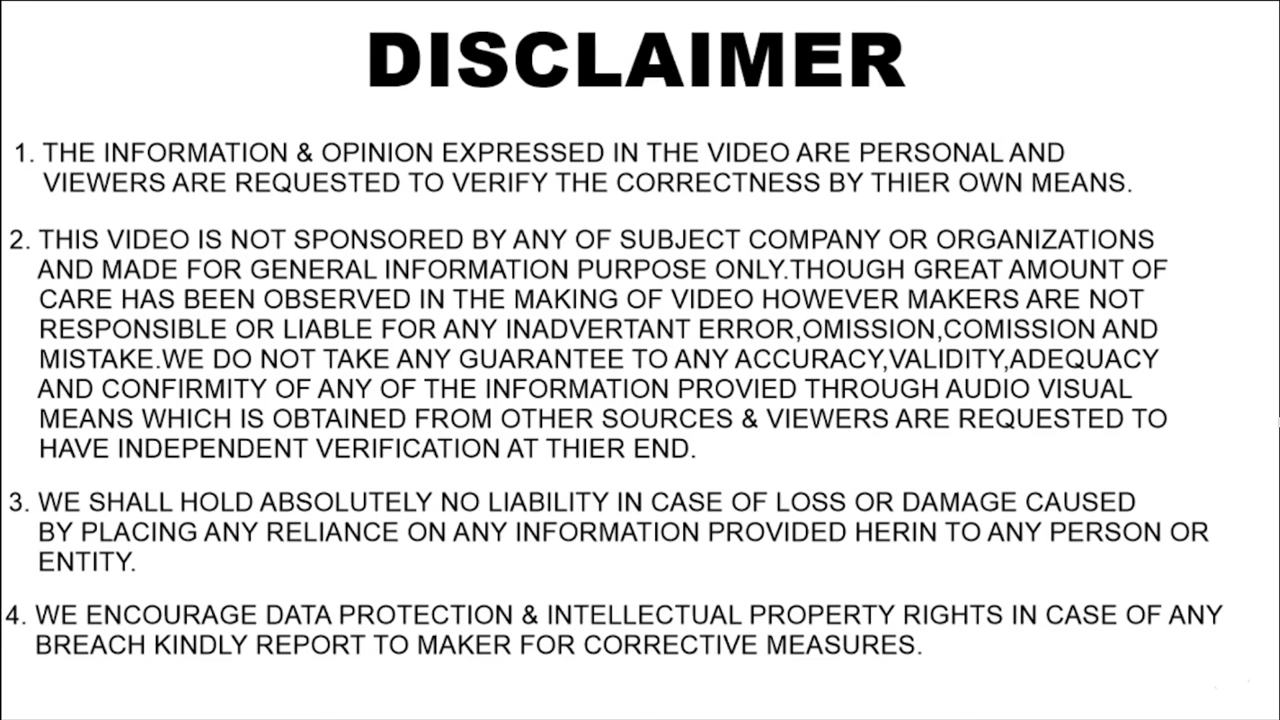 DISCLAIMER
1. THE INFORMATION & OPINION EXPRESSED IN THE VIDEO ARE PERSONAL AND
VIEWERS ARE REQUESTED TO VERIFY THE CORRECTNESS BY THIER OWN MEANS.
2. THIS VIDEO IS NOT SPONSORED BY ANY OF SUBJECT COMPANY OR ORGANIZATIONS
AND MADE FOR GENERAL INFORMATION PURPOSE ONLY.THOUGH GREAT AMOUNT OF
CARE HAS BEEN OBSERVED IN THE MAKING OF VIDEO HOWEVER MAKERS ARE NOT
RESPONSIBLE OR LIABLE FOR ANY INADVERTANT ERROR,OMISSION,COMISSION AND
MISTAKE.WE DO NOT TAKE ANY GUARANTEE TO ANY ACCURACY,VALIDITY,ADEQUACY
AND CONFIRMITY OF ANY OF THE INFORMATION PROVIED THROUGH AUDIO VISUAL
MEANS WHICH IS OBTAINED FROM OTHER SOURCES & VIEWERS ARE REQUESTED TO
HAVE INDEPENDENT VERIFICATION AT THIER END.
3. WE SHALL HOLD ABSOLUTELY NO LIABILITY IN CASE OF LOSS OR DAMAGE CAUSED
BY PLACING ANY RELIANCE ON ANY INFORMATION PROVIDED HERIN TO ANY PERSON OR
ENTITY.
4. WE ENCOURAGE DATA PROTECTION & INTELLECTUAL PROPERTY RIGHTS IN CASE OF ANY
BREACH KINDLY REPORT TO MAKER FOR CORRECTIVE MEASURES.